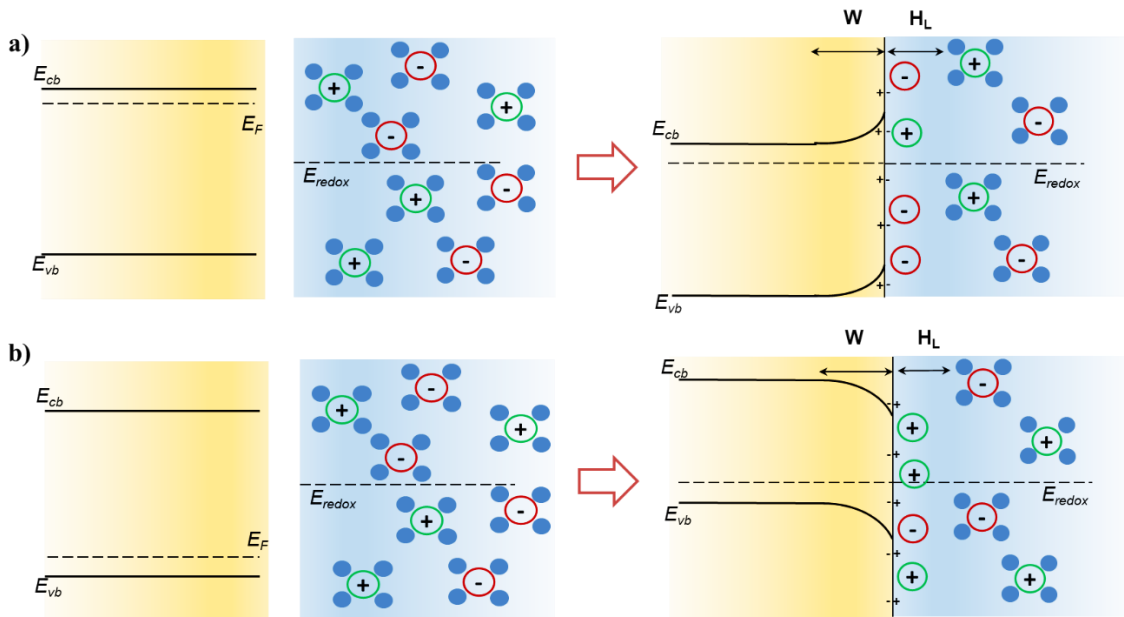 a)
E_cb
E_F
E_vb
+
-
+
-
E_redox
+
-
+
-
W H_L
-
+
+-
E_cb
+-
+
-
E_redox
+-
-
+
+-
-
-
+-
E_vb
b)
E_cb
E_F
E_vb
-
+
+
-
E_redox
-
+
+
-
W H_L
E_cb
-
-+
+
+
-+
+
-+
E_redox
E_vb
-+
-
-
-+
+
+
-+